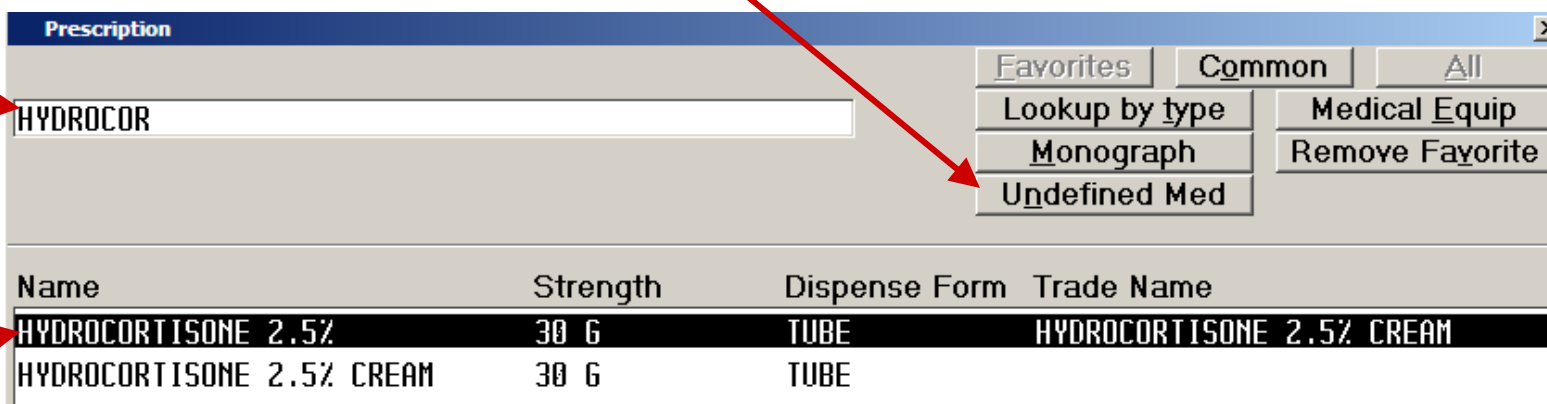 Prescription
Favorites Common All
HYDROCOR
Lookup by type Medical Equip
Monograph Remove Favorite
Undefined Med
Name Strength Dispense Form Trade Name
HYDROCORTISONE 2.5% 30 G TUBE HYDROCORTISONE 2.5% CREAM
HYDROCORTISONE 2.5% CREAM 30 G TUBE